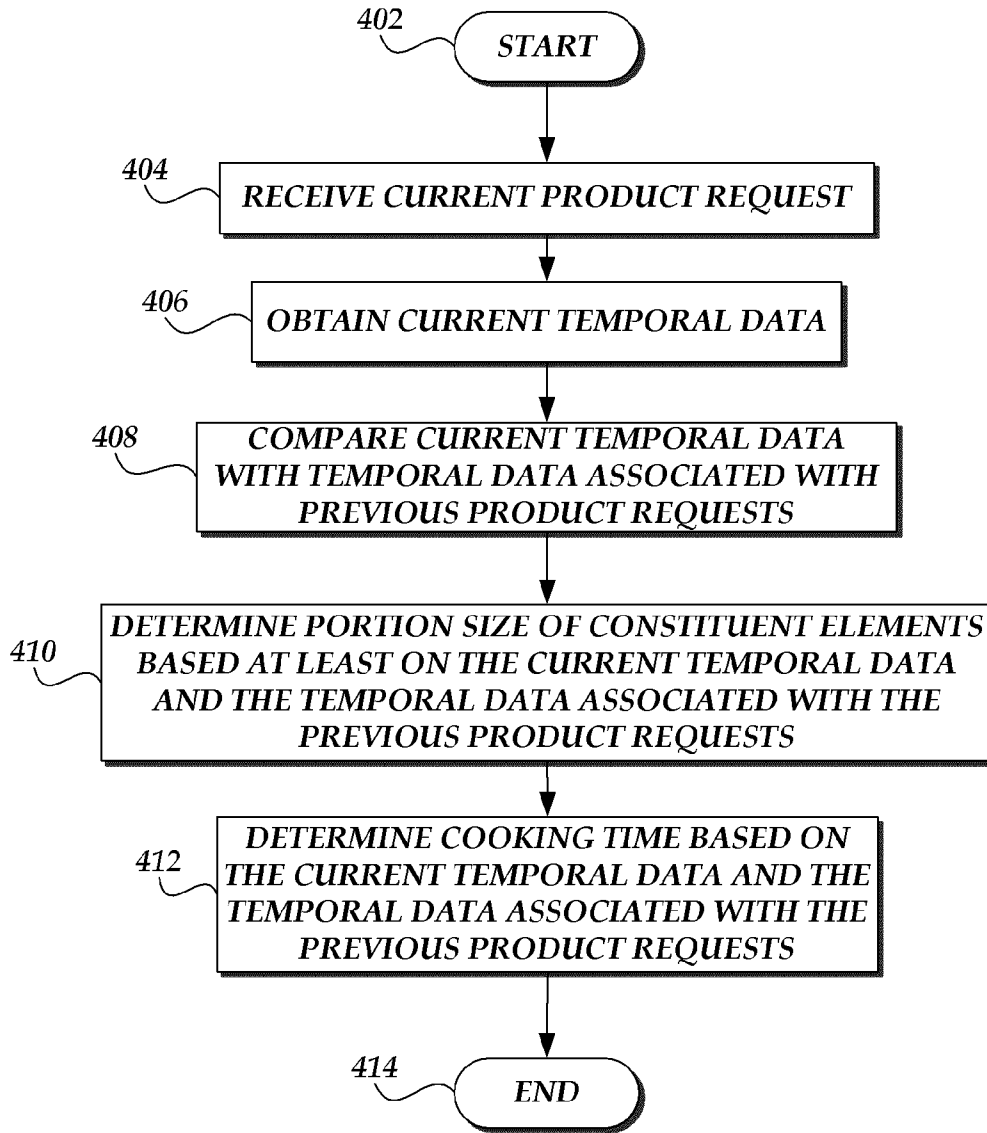 402
START
404
RECEIVE CURRENT PRODUCT REQUEST
406
OBTAIN CURRENT TEMPORAL DATA
408
COMPARE CURRENT TEMPORAL DATA
WITH TEMPORAL DATA ASSOCIATED WITH
PREVIOUS PRODUCT REQUESTS
410
DETERMINE PORTION SIZE OF CONSTITUENT ELEMENTS
BASED AT LEAST ON THE CURRENT TEMPORAL DATA
AND THE TEMPORAL DATA ASSOCIATED WITH THE
PREVIOUS PRODUCT REQUESTS
412
DETERMINE COOKING TIME BASED ON
THE CURRENT TEMPORAL DATA AND THE
TEMPORAL DATA ASSOCIATED WITH THE
PREVIOUS PRODUCT REQUESTS
414
END